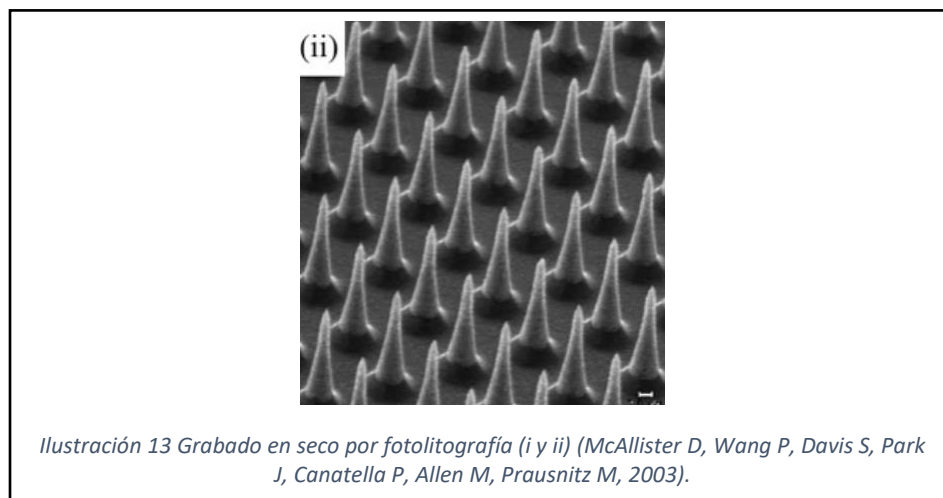 (ii)
Ilustración 13 Grabado en seco por fotolitografía (i y ii) (McAllister D, Wang P, Davis S, Park
J, Canatella P, Allen M, Prausnitz M, 2003).